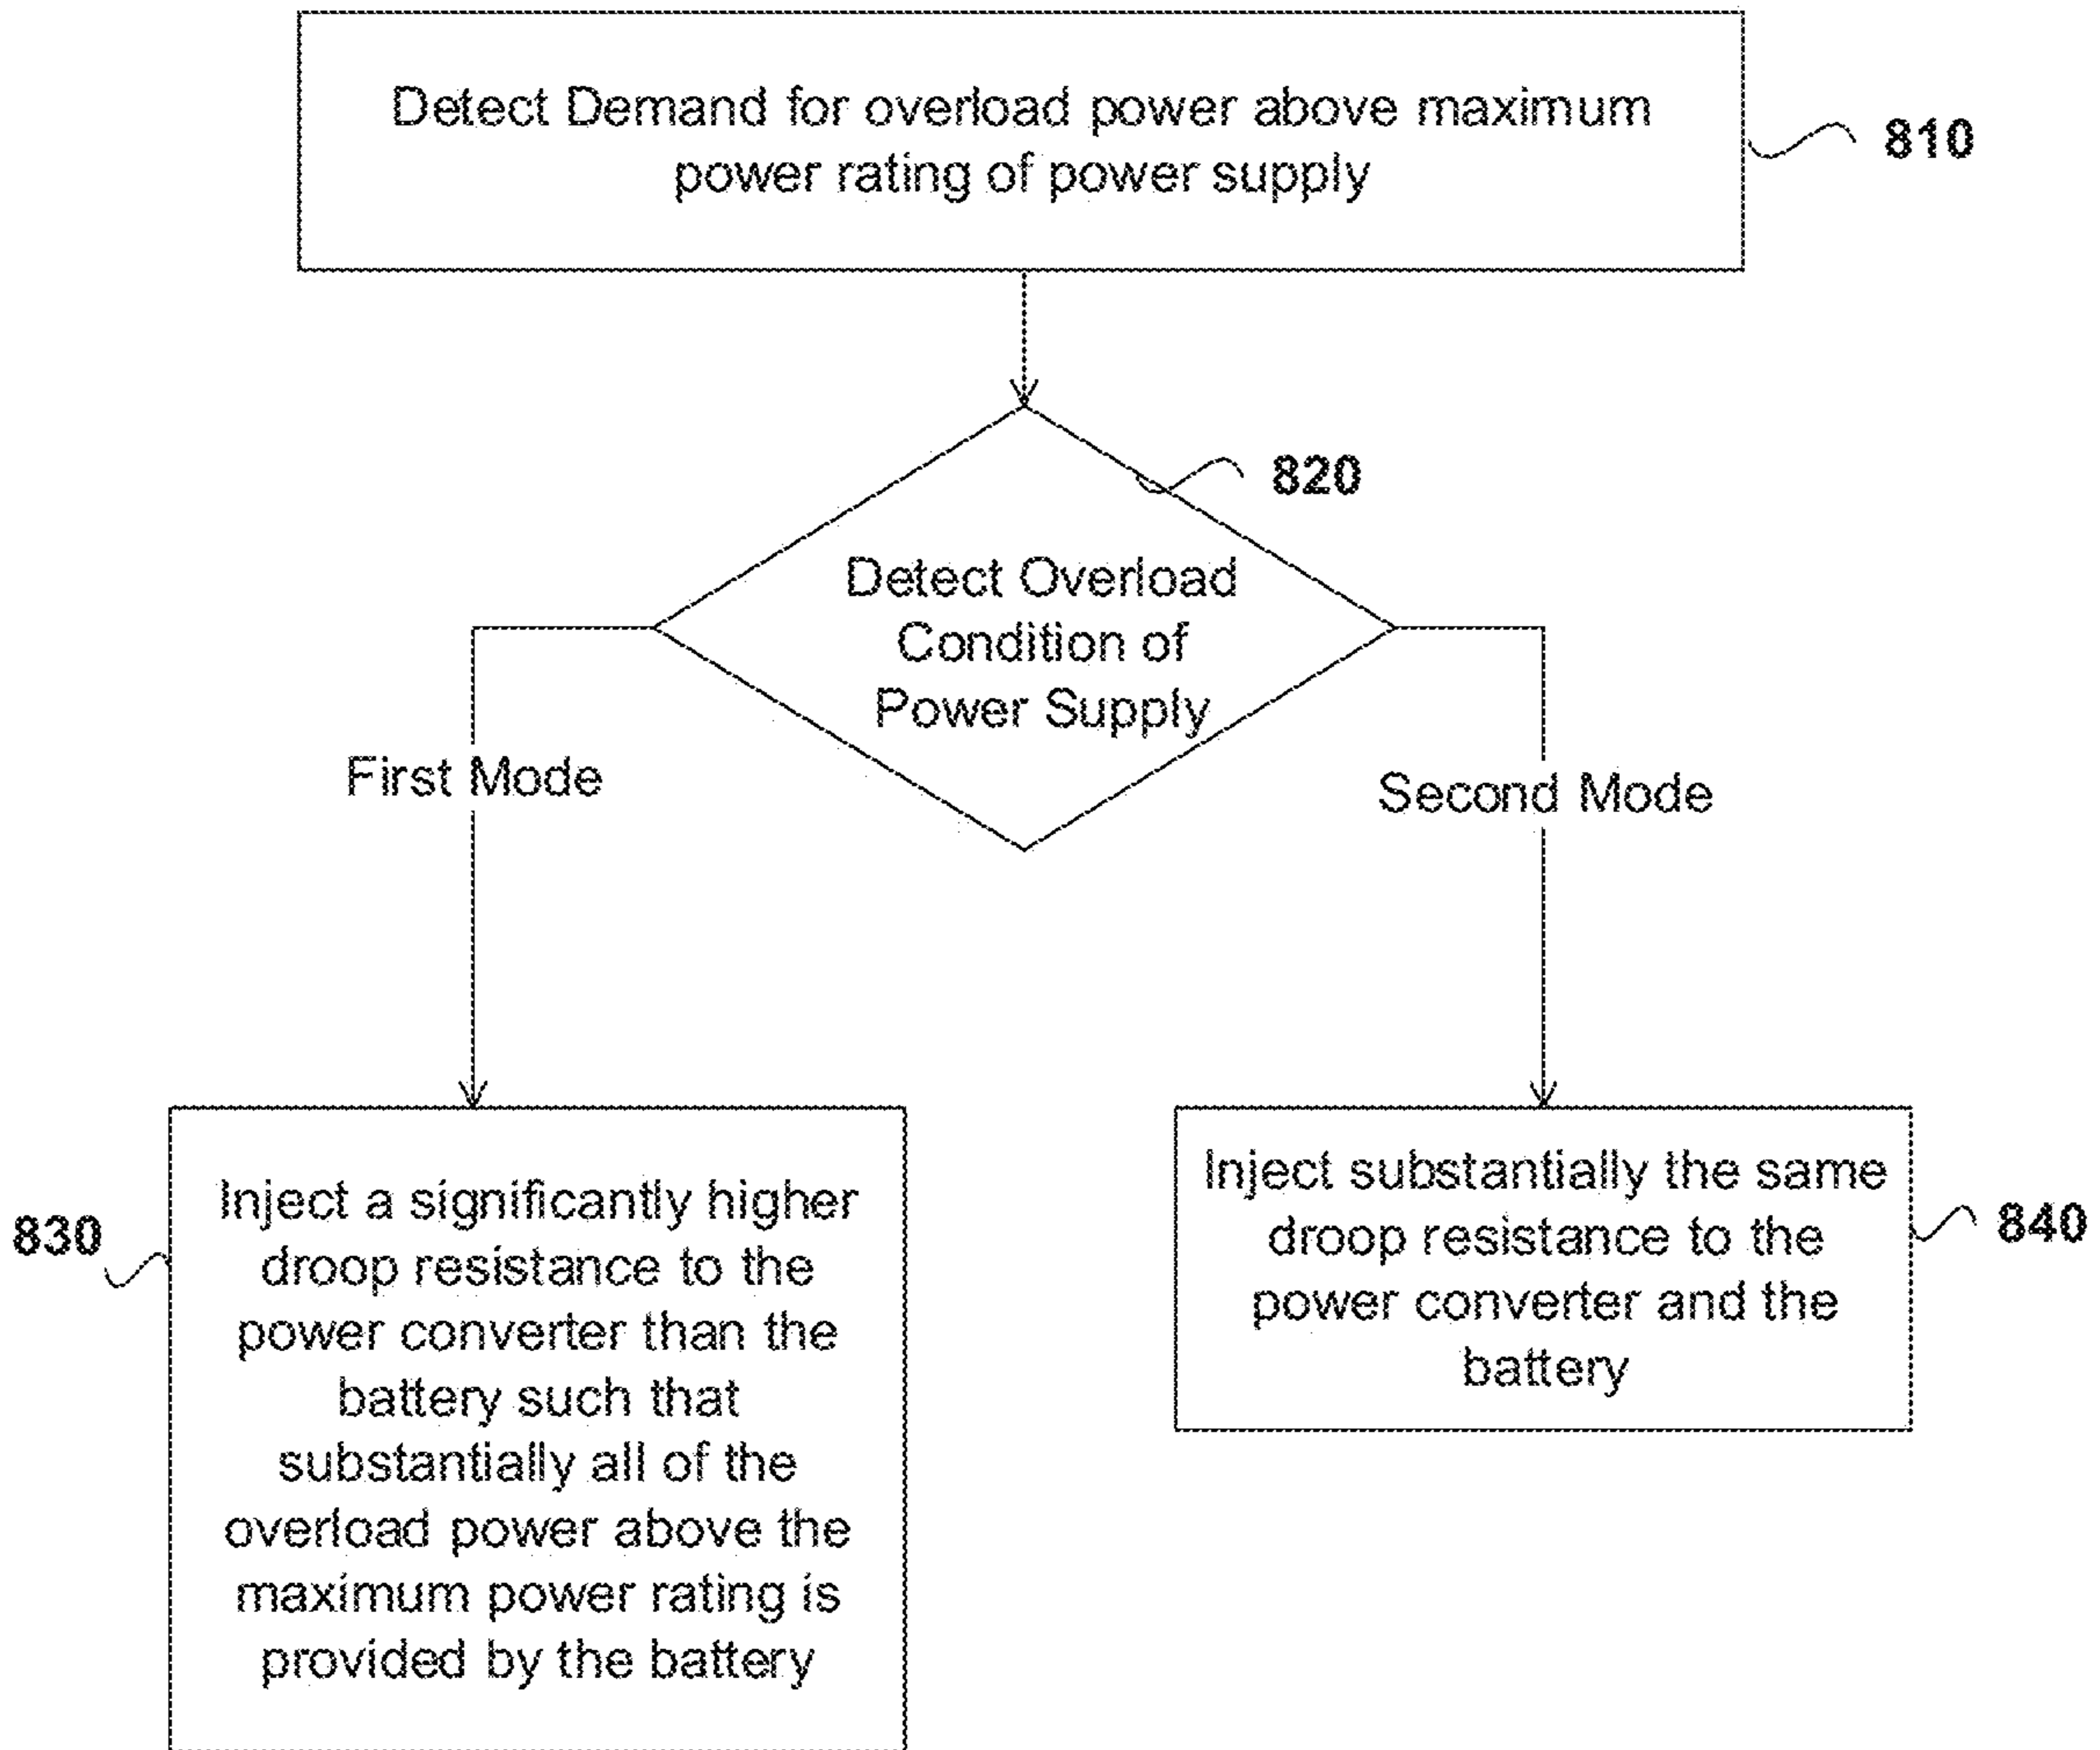 Detect Demand for overload power above maximum
power rating of power supply
810
820
Detect Overload
Condition of
Power Supply
First Mode
Second Mode
Inject a significantly higher
droop resistance to the
power converter than the
battery such that
substantially all of the
overload power above the
maximum power rating is
provided by the battery
830
Inject substantially the same
droop resistance to the
power converter and the
battery
840